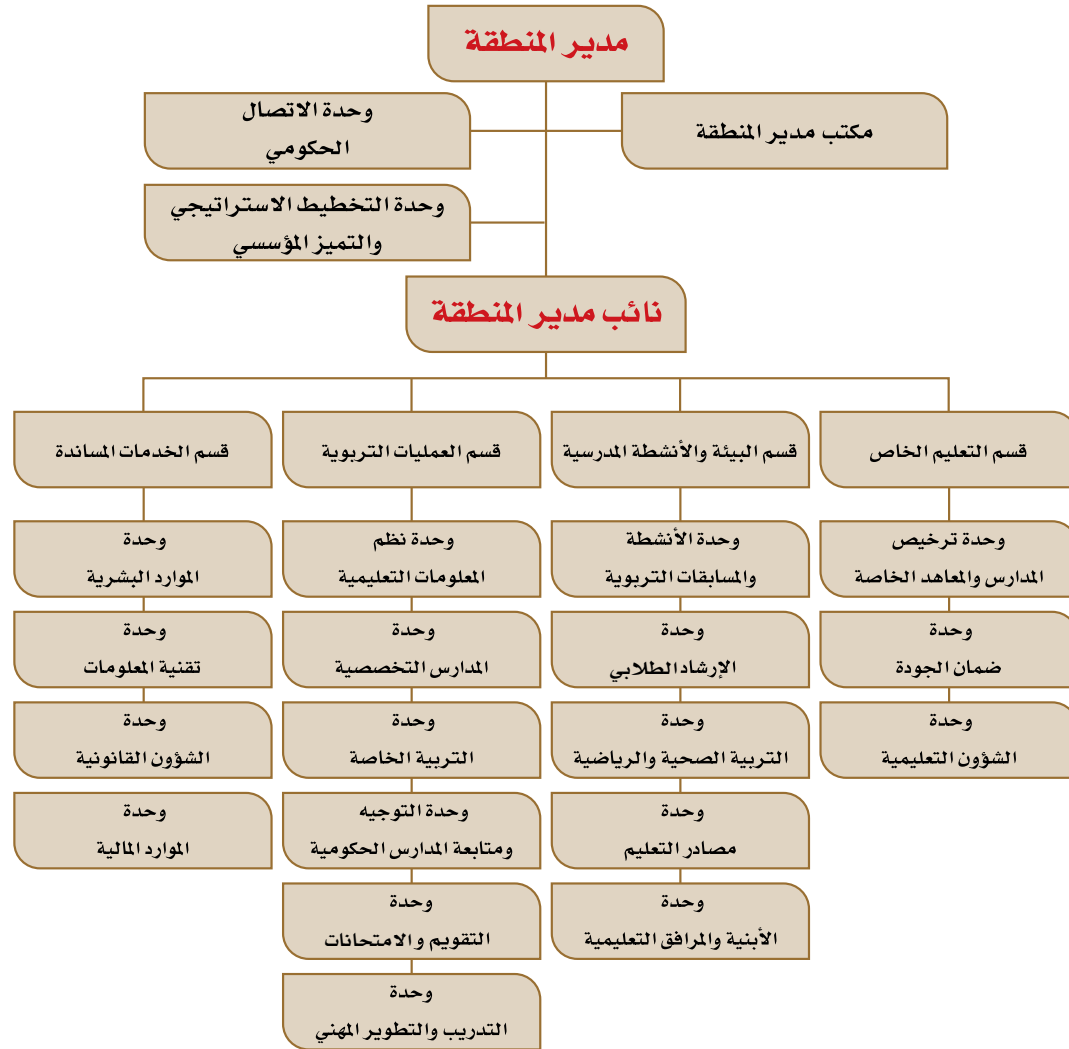 مدير المنطقة
مكتب مدير المنطقة
وحدة الاتصال
الحكومي
وحدة التخطيط الاستراتيجي
والتميز المؤسسي
نائب مدير المنطقة
قسم التعليم الخاص
وحدة ترخيص
المدارس والمعاهد الخاصة
وحدة
ضمان الجودة
وحدة
الشؤون التعليمية
قسم البيئة والأنشطة المدرسية
وحدة الأنشطة
والمسابقات التربوية
وحدة
الإرشاد الطلابي
وحدة
التربية الصحية والرياضية
وحدة
مصادر التعليم
وحدة
الأبنية والمرافق التعليمية
قسم العمليات التربوية
وحدة نظم
المعلومات التعليمية
وحدة
المدارس التخصصية
وحدة
التربية الخاصة
وحدة التوجيه
ومتابعة المدارس الحكومية
وحدة
التقويم والامتحانات
وحدة
التدريب والتطوير المهني
قسم الخدمات المساندة
وحدة
الموارد البشرية
وحدة
تقنية المعلومات
وحدة
الشؤون القانونية
وحدة
الموارد المالية